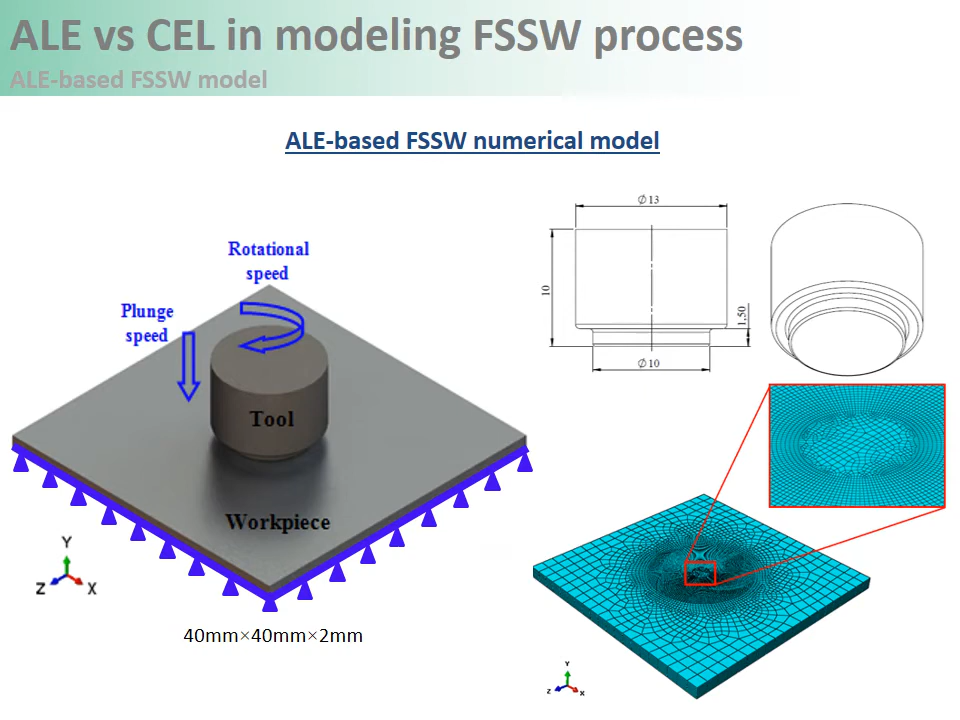 ALE vs CEL in modeling FSSW process
ALE-based FSSW model
ALE-based FSSW numerical model
Rotational
speed
Plunge
speed
Tool
Workpiece
Y
Z
X
40mm×40mm×2mm
∅13
10
1,50
∅10
Y
Z
X